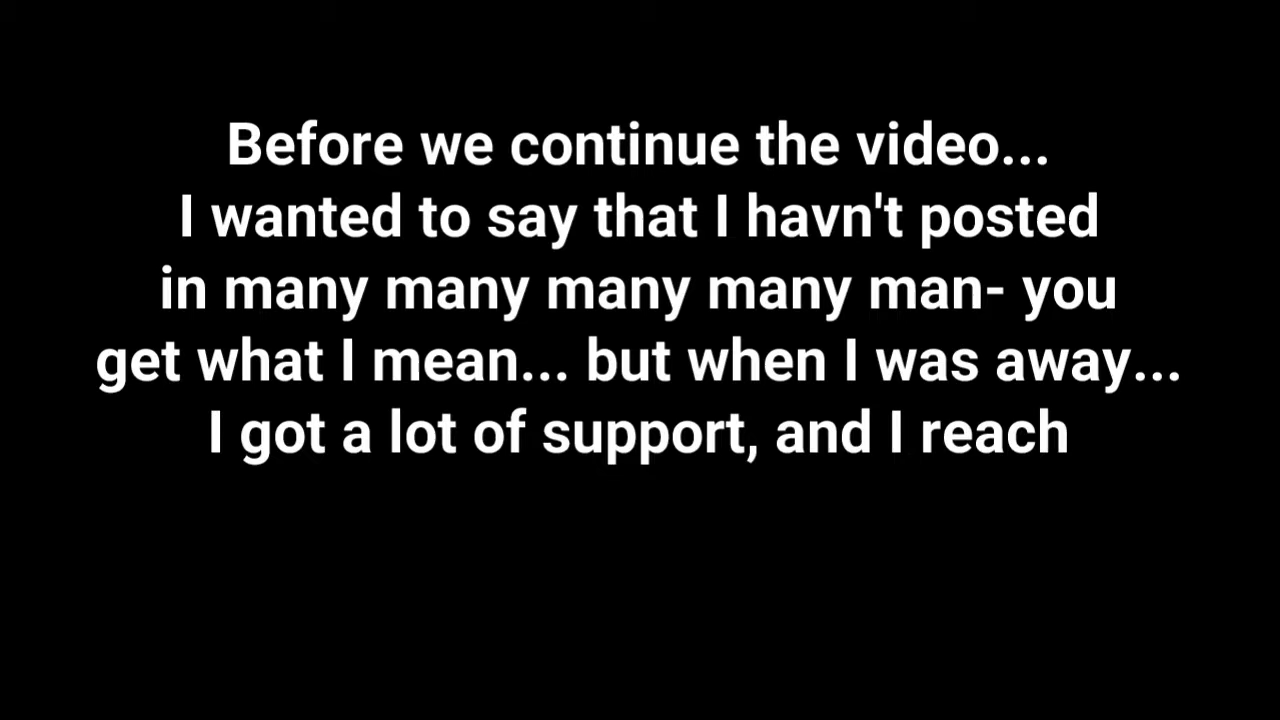 Before we continue the video...
I wanted to say that I havn't posted
in many many many many man- you
get what I mean... but when I was away...
I got a lot of support, and I reach